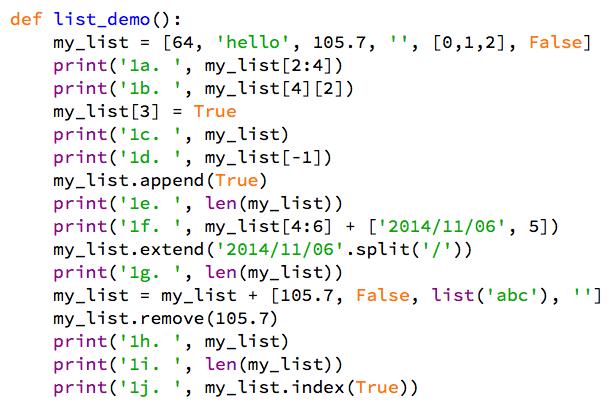 def list_demo():
    my_list = [64, 'hello', 105.7, '', [0,1,2], False]
    print('1a. ', my_list[2:4])
    print('1b. ', my_list[4][2])
    my_list[3] = True
    print('1c. ', my_list)
    print('1d. ', my_list[-1])
    my_list.append(True)
    print('1e. ', len(my_list))
    print('1f. ', my_list[4:6] + ['2014/11/06', 5])
    my_list.extend('2014/11/06'.split('/'))
    print('1g. ', len(my_list))
    my_list = my_list + [105.7, False, list('abc'), '']
    my_list.remove(105.7)
    print('1h. ', my_list)
    print('1i. ', len(my_list))
    print('1j. ', my_list.index(True))